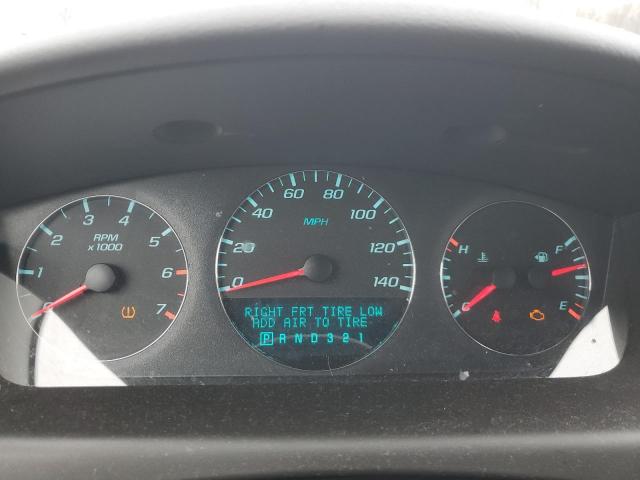 0 1 2 3 4 5 6 7
RPM
x1000
0 20 40 60 80 100 120 140
MPH
RIGHT FRT TIRE LOW
ADD AIR TO TIRE
P R N D 3 2 1
H
C
F
E